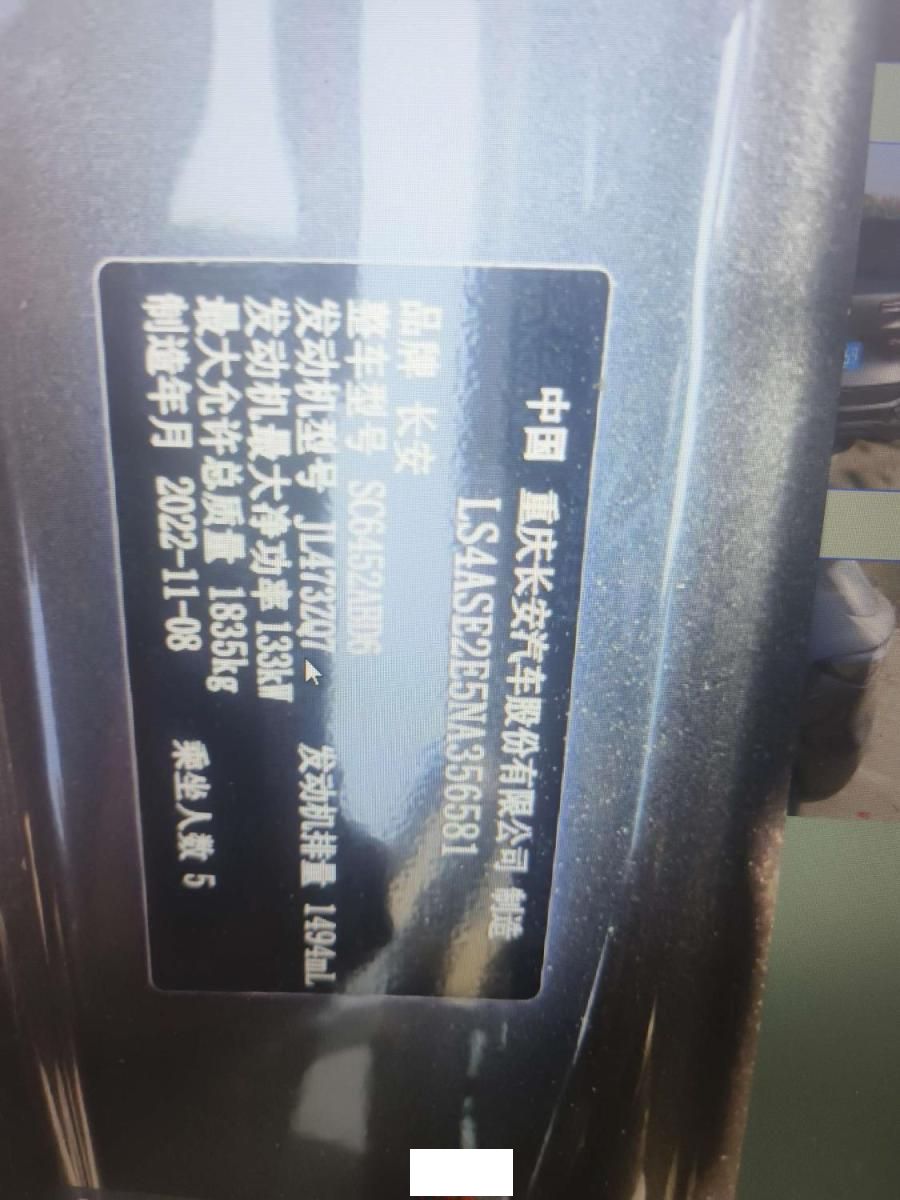 中国 重庆长安汽车股份有限公司 制造
LS4ASE2E5NA356581
品牌 长安
整车型号 SC6452ABD6
发动机型号 JL473ZQ7 发动机排量 1494mL
发动机最大净功率 133kW
最大允许总质量 1835kg 乘坐人数 5
制造年月 2022-11-08